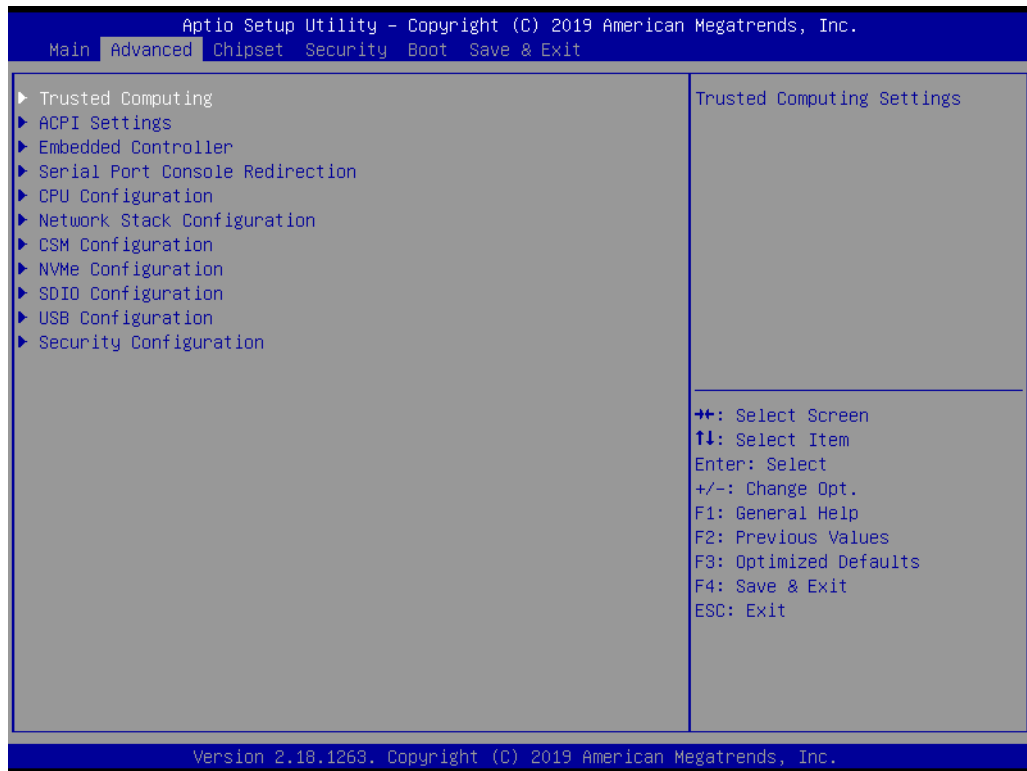 Aptio Setup Utility – Copyright (C) 2019 American Megatrends, Inc.
Main Advanced Chipset Security Boot Save & Exit
▶ Trusted Computing
▶ ACPI Settings
▶ Embedded Controller
▶ Serial Port Console Redirection
▶ CPU Configuration
▶ Network Stack Configuration
▶ CSM Configuration
▶ NVMe Configuration
▶ SDIO Configuration
▶ USB Configuration
▶ Security Configuration
Trusted Computing Settings
→←: Select Screen
↑↓: Select Item
Enter: Select
+/-: Change Opt.
F1: General Help
F2: Previous Values
F3: Optimized Defaults
F4: Save & Exit
ESC: Exit
Version 2.18.1263. Copyright (C) 2019 American Megatrends, Inc.